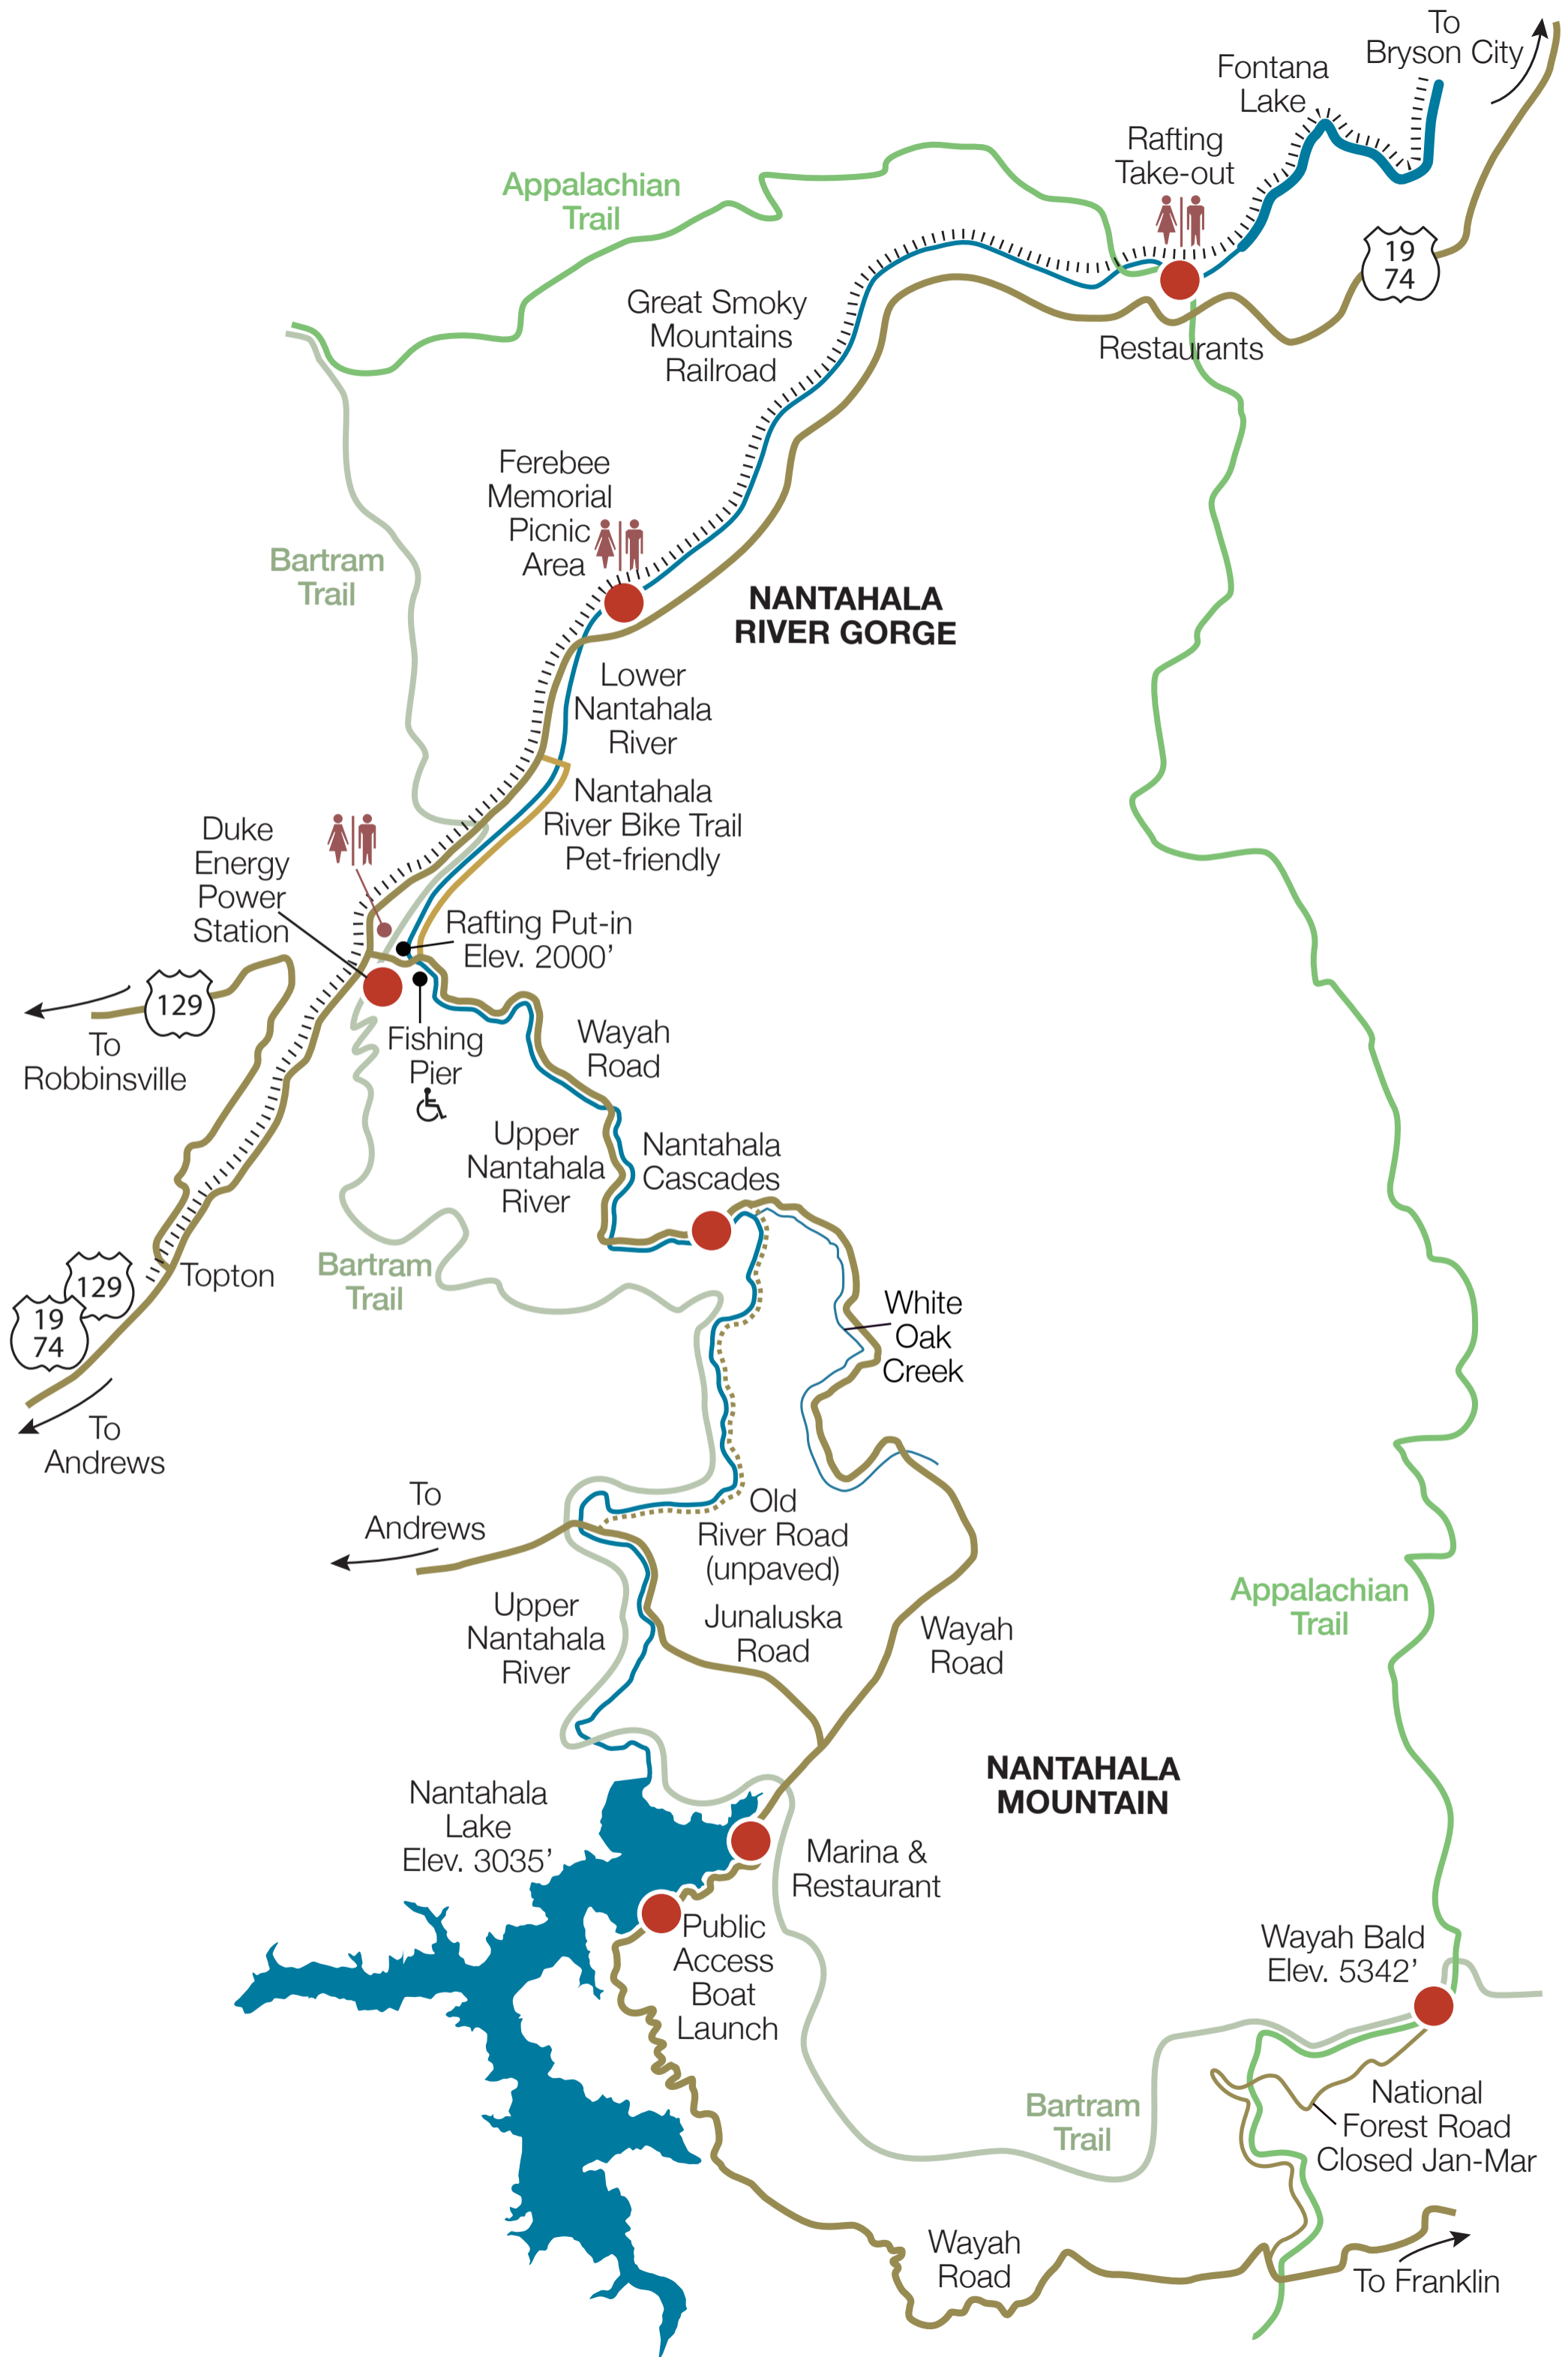 To
Bryson City
Fontana
Lake
Rafting
Take-out
Appalachian
Trail
19
74
Great Smoky
Mountains
Railroad
Restaurants
Ferebee
Memorial
Picnic
Area
Bartram
Trail
NANTAHALA
RIVER GORGE
Lower
Nantahala
River
Nantahala
River Bike Trail
Pet-friendly
Duke
Energy
Power
Station
Rafting Put-in
Elev. 2000’
129
To
Robbinsville
Fishing
Pier
Wayah
Road
Upper
Nantahala
River
Nantahala
Cascades
Bartram
Trail
Topton
129
19
74
To
Andrews
White
Oak
Creek
To
Andrews
Old
River Road
(unpaved)
Upper
Nantahala
River
Junaluska
Road
Wayah
Road
Appalachian
Trail
NANTAHALA
MOUNTAIN
Nantahala
Lake
Elev. 3035’
Marina &
Restaurant
Public
Access
Boat
Launch
Wayah Bald
Elev. 5342’
Bartram
Trail
National
Forest Road
Closed Jan-Mar
Wayah
Road
To Franklin